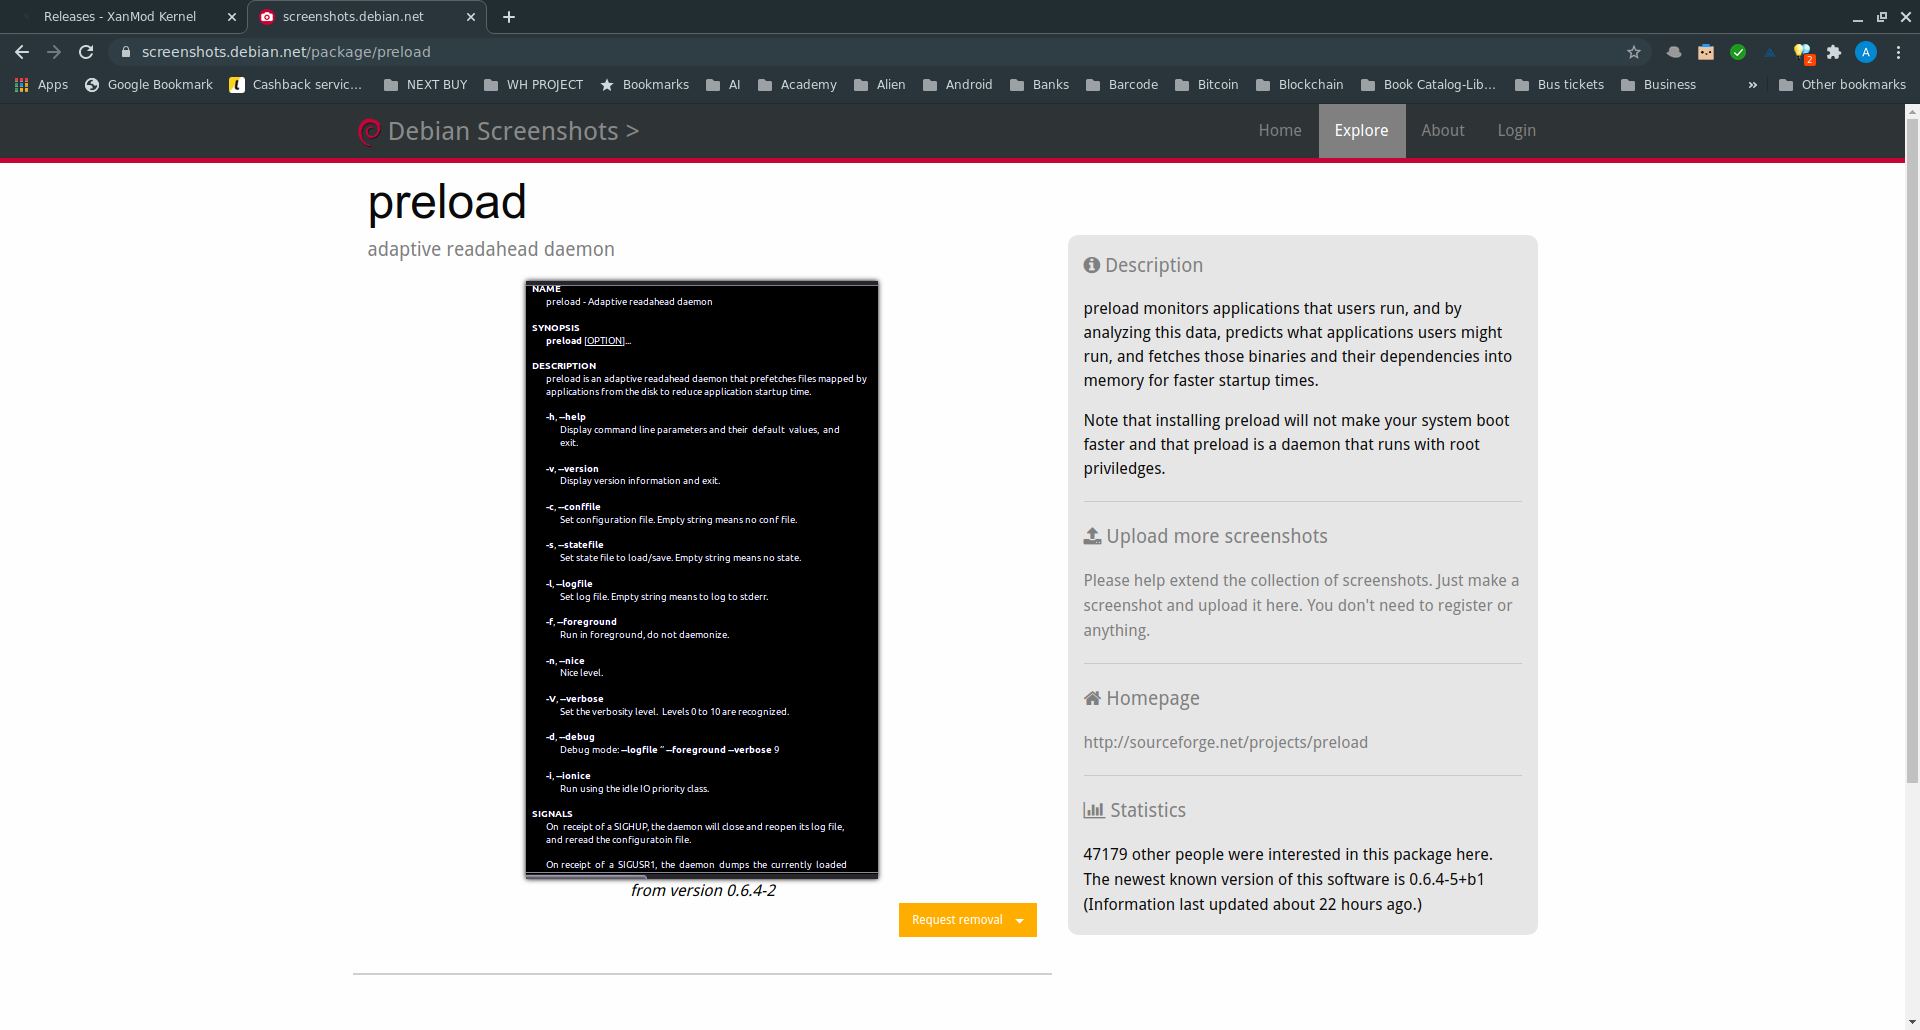 Releases - XanMod Kernel
screenshots.debian.net
screenshots.debian.net/package/preload
A
2
Apps
Google Bookmark
Cashback servic...
NEXT BUY
WH PROJECT
Bookmarks
AI
Academy
Alien
Android
Banks
Barcode
Bitcoin
Blockchain
Book Catalog-Lib...
Bus tickets
Business
»
Other bookmarks
Debian Screenshots >
Home
Explore
About
Login
preload
adaptive readahead daemon
NAME
preload - Adaptive readahead daemon
SYNOPSIS
preload [OPTION]...
DESCRIPTION
preload is an adaptive readahead daemon that prefetches files mapped by
applications from the disk to reduce application startup time.
-h, --help
Display command line parameters and their default values, and
exit.
-v, --version
Display version information and exit.
-c, --conffile
Set configuration file. Empty string means no conf file.
-s, --statefile
Set state file to load/save. Empty string means no state.
-l, --logfile
Set log file. Empty string means to log to stderr.
-f, --foreground
Run in foreground, do not daemonize.
-n, --nice
Nice level.
-V, --verbose
Set the verbosity level. Levels 0 to 10 are recognized.
-d, --debug
Debug mode: --logfile '' --foreground --verbose 9
-i, --ionice
Run using the idle IO priority class.
SIGNALS
On receipt of a SIGHUP, the daemon will close and reopen its log file,
and reread the configuratoin file.
On receipt of a SIGUSR1, the daemon dumps the currently loaded
from version 0.6.4-2
Request removal
Description
preload monitors applications that users run, and by
analyzing this data, predicts what applications users might
run, and fetches those binaries and their dependencies into
memory for faster startup times.
Note that installing preload will not make your system boot
faster and that preload is a daemon that runs with root
priviledges.
Upload more screenshots
Please help extend the collection of screenshots. Just make a
screenshot and upload it here. You don't need to register or
anything.
Homepage
http://sourceforge.net/projects/preload
Statistics
47179 other people were interested in this package here.
The newest known version of this software is 0.6.4-5+b1
(Information last updated about 22 hours ago.)